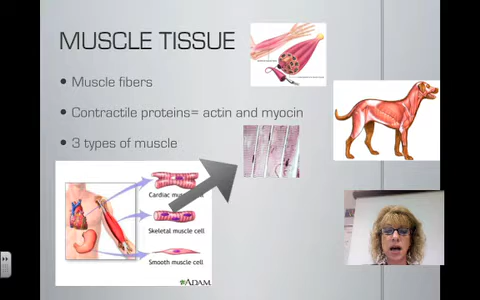 MUSCLE TISSUE
• Muscle fibers
• Contractile proteins= actin and myocin
• 3 types of muscle
Cardiac
Skeletal muscle cell
Smooth muscle cell
ADAM.